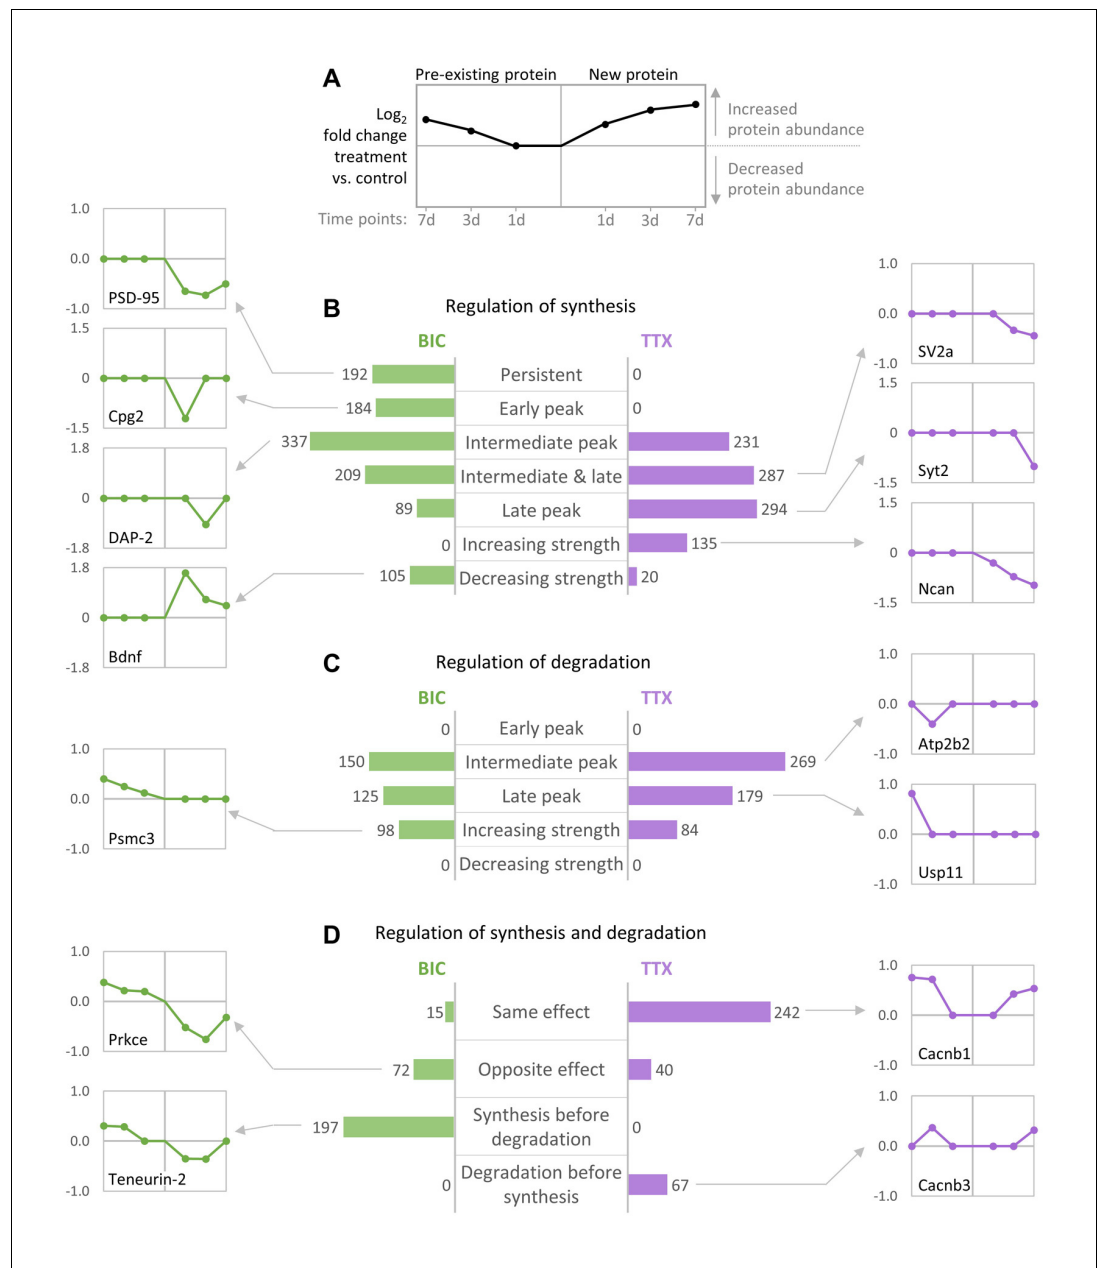 A
Pre-existing protein
New protein
Log2
fold change
treatment
vs. control
Increased
protein abundance
Decreased
protein abundance
Time points:
7d
3d
1d
1d
3d
7d
1.0
0.0
-1.0
PSD-95
1.5
0
-1.5
Cpg2
1.8
0
-1.8
DAP-2
1.8
0
-1.8
Bdnf
B
Regulation of synthesis
BIC
TTX
192
Persistent
0
184
Early peak
0
337
Intermediate peak
231
209
Intermediate & late
287
89
Late peak
294
0
Increasing strength
135
105
Decreasing strength
20
1.0
0.0
-1.0
SV2a
1.5
0
-1.5
Syt2
1.5
0
-1.5
Ncan
C
Regulation of degradation
BIC
TTX
0
Early peak
0
150
Intermediate peak
269
125
Late peak
179
98
Increasing strength
84
0
Decreasing strength
0
1.0
0.0
-1.0
Psmc3
1.0
0.0
-1.0
Atp2b2
1.0
0.0
-1.0
Usp11
D
Regulation of synthesis and degradation
BIC
TTX
15
Same effect
242
72
Opposite effect
40
197
Synthesis before
degradation
0
0
Degradation before
synthesis
67
1.0
0.0
-1.0
Prkce
1.0
0.0
-1.0
Teneurin-2
1.0
0.0
-1.0
Cacnb1
1.0
0.0
-1.0
Cacnb3